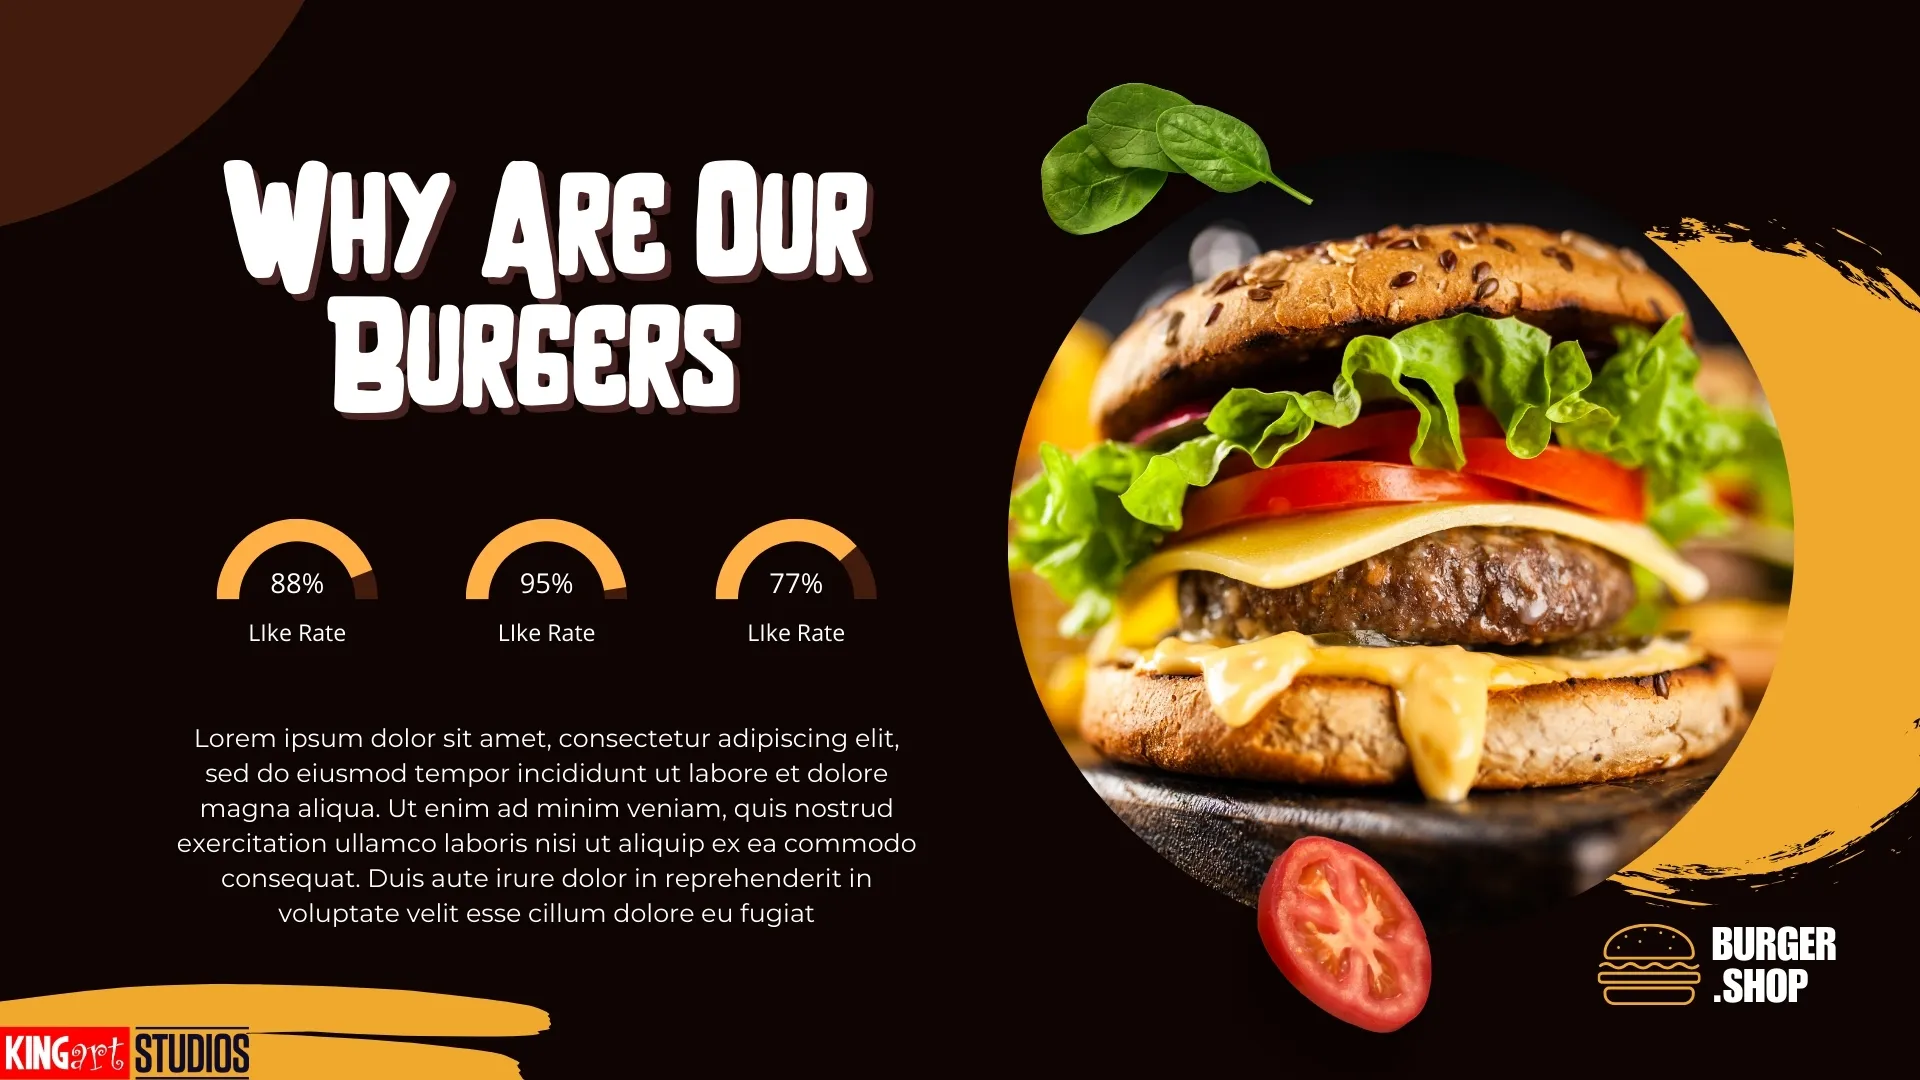 WHY ARE OUR
BURGERS
88%
95%
77%
LIke Rate
LIke Rate
LIke Rate
Lorem ipsum dolor sit amet, consectetur adipiscing elit,
sed do eiusmod tempor incididunt ut labore et dolore
magna aliqua. Ut enim ad minim veniam, quis nostrud
exercitation ullamco laboris nisi ut aliquip ex ea commodo
consequat. Duis aute irure dolor in reprehenderit in
voluptate velit esse cillum dolore eu fugiat
BURGER
.SHOP
KINGart STUDIOS